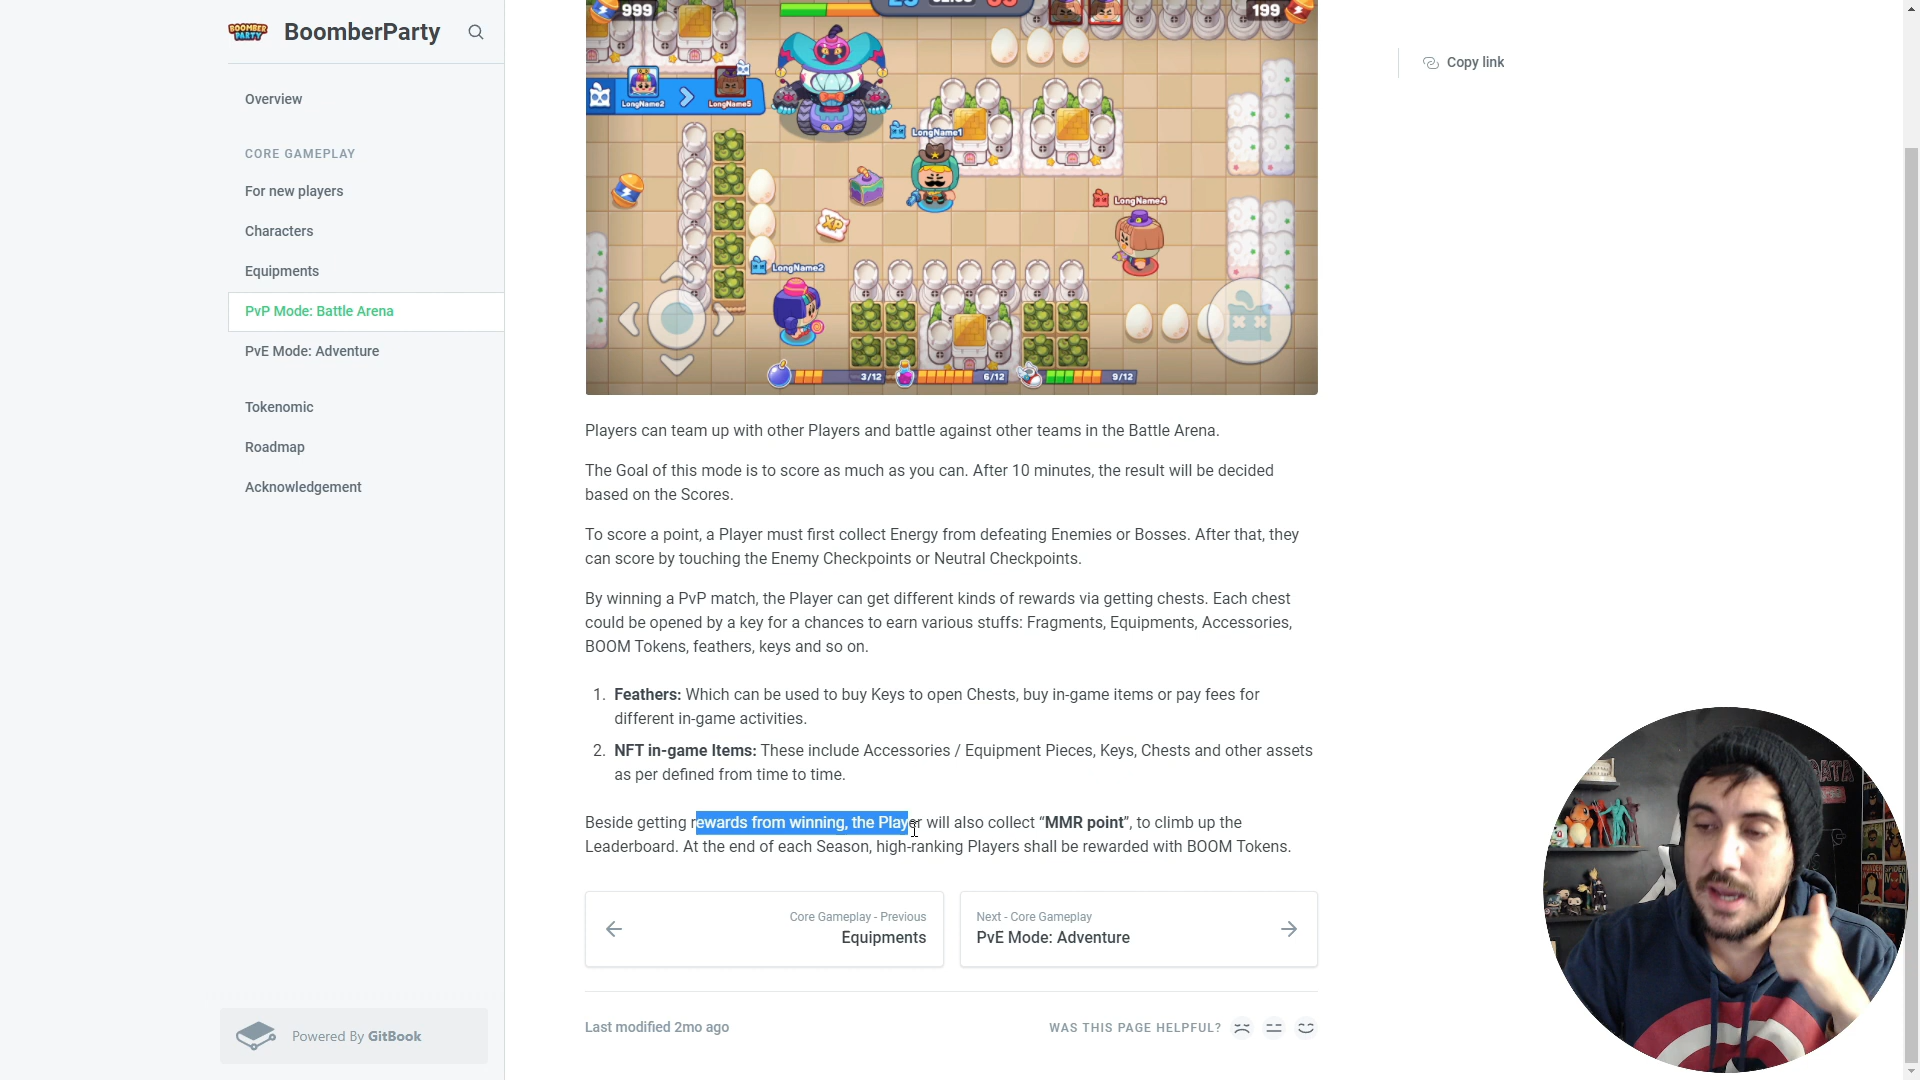 BOOMBER PARTY
BoomberParty
Overview
CORE GAMEPLAY
For new players
Characters
Equipments
PvP Mode: Battle Arena
PvE Mode: Adventure
Tokenomic
Roadmap
Acknowledgement
Powered By GitBook
999
199
LongName2
LongName5
LongName1
LongName4
XP
LongName2
3/12
6/12
9/12
Copy link
Players can team up with other Players and battle against other teams in the Battle Arena.
The Goal of this mode is to score as much as you can. After 10 minutes, the result will be decided
based on the Scores.
To score a point, a Player must first collect Energy from defeating Enemies or Bosses. After that, they
can score by touching the Enemy Checkpoints or Neutral Checkpoints.
By winning a PvP match, the Player can get different kinds of rewards via getting chests. Each chest
could be opened by a key for a chances to earn various stuffs: Fragments, Equipments, Accessories,
BOOM Tokens, feathers, keys and so on.
1. Feathers: Which can be used to buy Keys to open Chests, buy in-game items or pay fees for
different in-game activities.
2. NFT in-game Items: These include Accessories / Equipment Pieces, Keys, Chests and other assets
as per defined from time to time.
Beside getting rewards from winning, the Player will also collect “MMR point”, to climb up the
Leaderboard. At the end of each Season, high-ranking Players shall be rewarded with BOOM Tokens.
Core Gameplay - Previous
Equipments
Next - Core Gameplay
PvE Mode: Adventure
Last modified 2mo ago
WAS THIS PAGE HELPFUL?